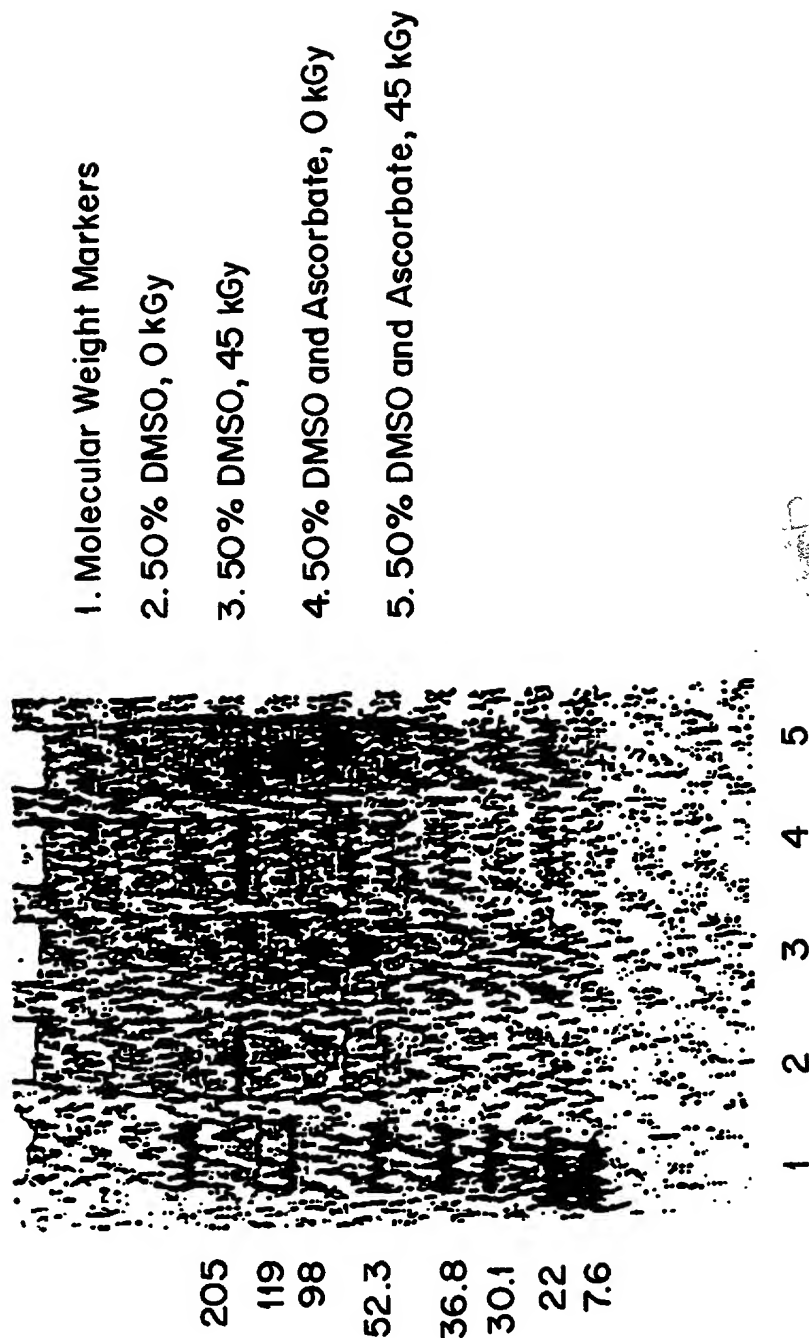 1. Molecular Weight Markers
2. 50% DMSO, 0 kGy
3. 50% DMSO, 45 kGy
4. 50% DMSO and Ascorbate, 0 kGy
5. 50% DMSO and Ascorbate, 45 kGy
205
119
98
52.3
36.8
30.1
22
7.6
1 2 3 4 5